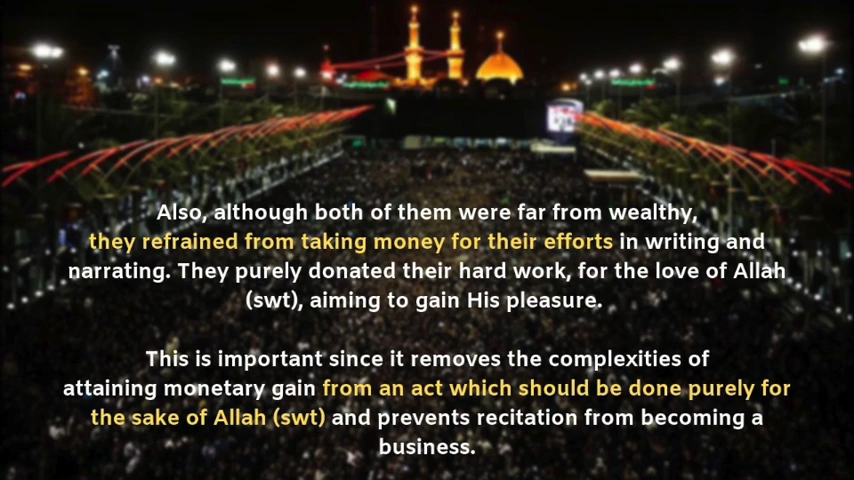 Also, although both of them were far from wealthy,
they refrained from taking money for their efforts in writing and
narrating. They purely donated their hard work, for the love of Allah
(swt), aiming to gain His pleasure.
This is important since it removes the complexities of
attaining monetary gain from an act which should be done purely for
the sake of Allah (swt) and prevents recitation from becoming a
business.